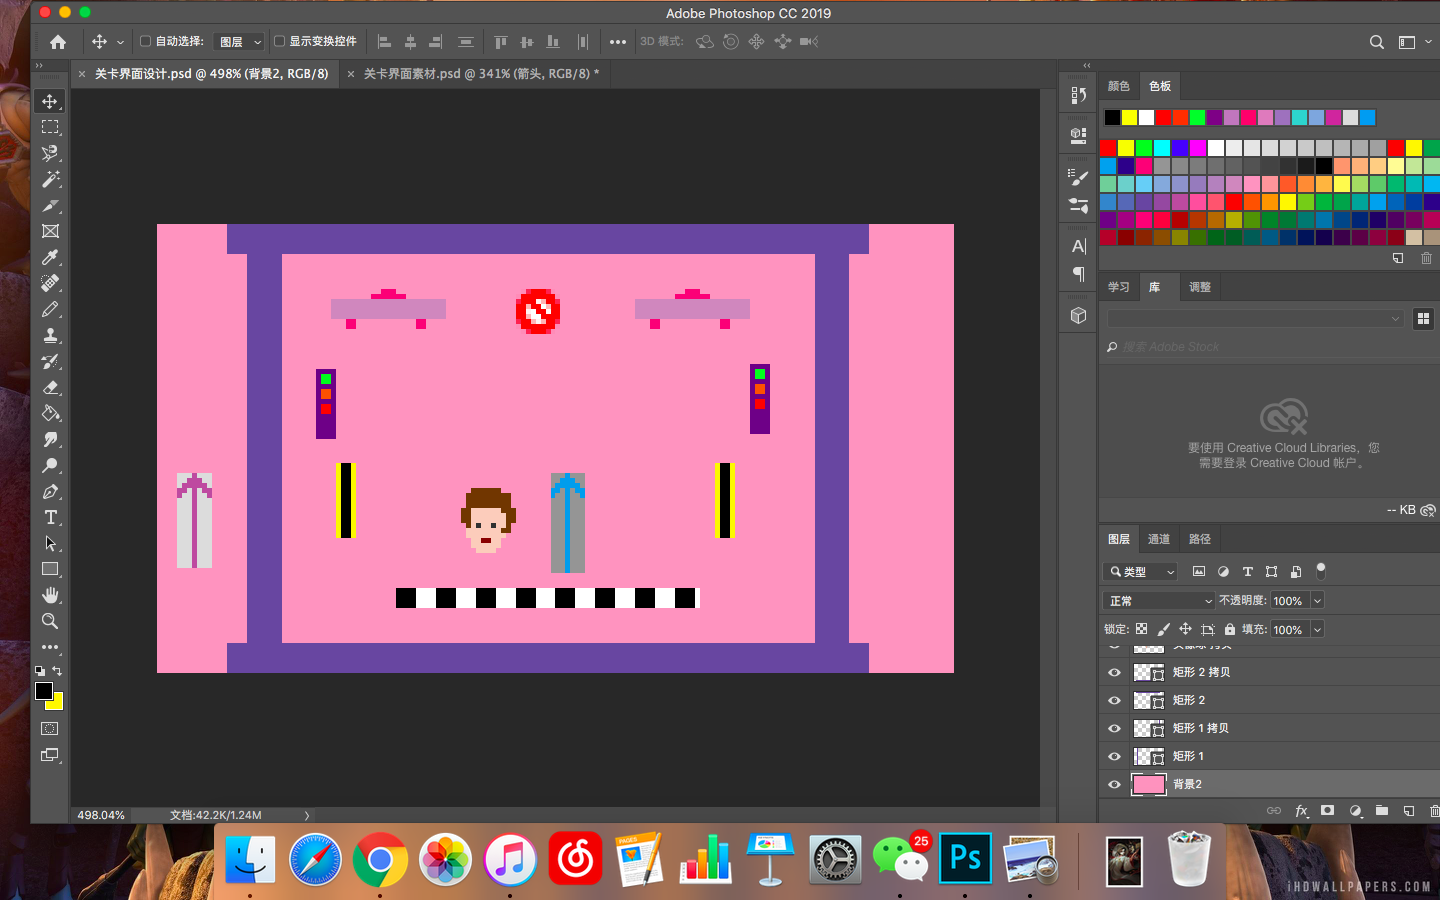 Adobe Photoshop CC 2019
自动选择:
图层
显示变换控件
3D 模式:
关卡界面设计.psd @ 498% (背景2, RGB/8)
关卡界面素材.psd @ 341% (箭头, RGB/8) *
颜色
色板
学习
库
调整
搜索 Adobe Stock
要使用 Creative Cloud Libraries，您
需要登录 Creative Cloud 帐户。
-- KB
图层
通道
路径
类型
正常
不透明度:
100%
锁定:
填充:
100%
矩形 2 拷贝
矩形 2
矩形 1 拷贝
矩形 1
背景2
fx
498.04%
文档:42.2K/1.24M
PAGES
25
Ps
iHDWALLPAPERS.COM